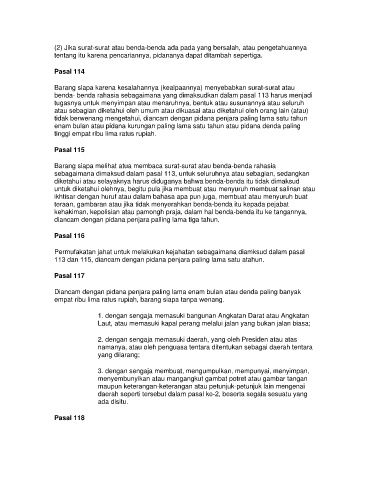 (2) Jika surat-surat atau benda-benda ada pada yang bersalah, atau pengetahuannya
tentang itu karena pencariannya, pidananya dapat ditambah sepertiga.
Pasal 114
Barang siapa karena kesalahannya (kealpaannya) menyebabkan surat-surat atau
benda- benda rahasia sebagaimana yang dimaksudkan dalam pasal 113 harus menjadi
tugasnya untuk menyimpan atau menaruhnya, bentuk atau susunannya atau seluruh
atau sebagian diketahui oleh umum atau dikuasai atau diketahui oleh orang lain (atau)
tidak berwenang mengetahui, diancam dengan pidana penjara paling lama satu tahun
enam bulan atau pidana kurungan paling lama satu tahun atau pidana denda paling
tinggi empat ribu lima ratus rupiah.
Pasal 115
Barang siapa melihat atua membaca surat-surat atau benda-benda rahasia
sebagaimana dimaksud dalam pasal 113, untuk seluruhnya atau sebagian, sedangkan
diketahui atau selayaknya harus diduganya bahwa benda-benda itu tidak dimaksud
untuk diketahui olehnya, begitu pula jika membuat atau menyuruh membuat salinan atau
ikhtisar dengan huruf atau dalam bahasa apa pun juga, membuat atau menyuruh buat
teraan, gambaran atau jika tidak menyerahkan benda-benda itu kepada pejabat
kehakiman, kepolisian atau pamongh praja, dalam hal benda-benda itu ke tangannya,
diancam dengan pidana penjara paling lama tiga tahun.
Pasal 116
Permufakatan jahat untuk melakukan kejahatan sebagaimana diamksud dalam pasal
113 dan 115, diancam dengan pidana penjara paling lama satu atahun.
Pasal 117
Diancam dengan pidana penjara paling lama enam bulan atau denda paling banyak
empat ribu lima ratus rupiah, barang siapa tanpa wenang.
1. dengan sengaja memasuki bangunan Angkatan Darat atau Angkatan
Laut, atau memasuki kapal perang melalui jalan yang bukan jalan biasa;
2. dengan sengaja memasuki daerah, yang oleh Presiden atau atas
namanya, atau oleh penguasa tentara ditentukan sebagai daerah tentara
yang dilarang;
3. dengan sengaja membuat, mengumpulkan, mempunyai, menyimpan,
menyembunyikan atau mangangkut gambat potret atau gambar tangan
maupun keterangan-keterangan atau petunjuk-petunjuk lain mengenai
daerah seperti tersebut dalam pasal ke-2, beserta segala sesuatu yang
ada disitu.
Pasal 118